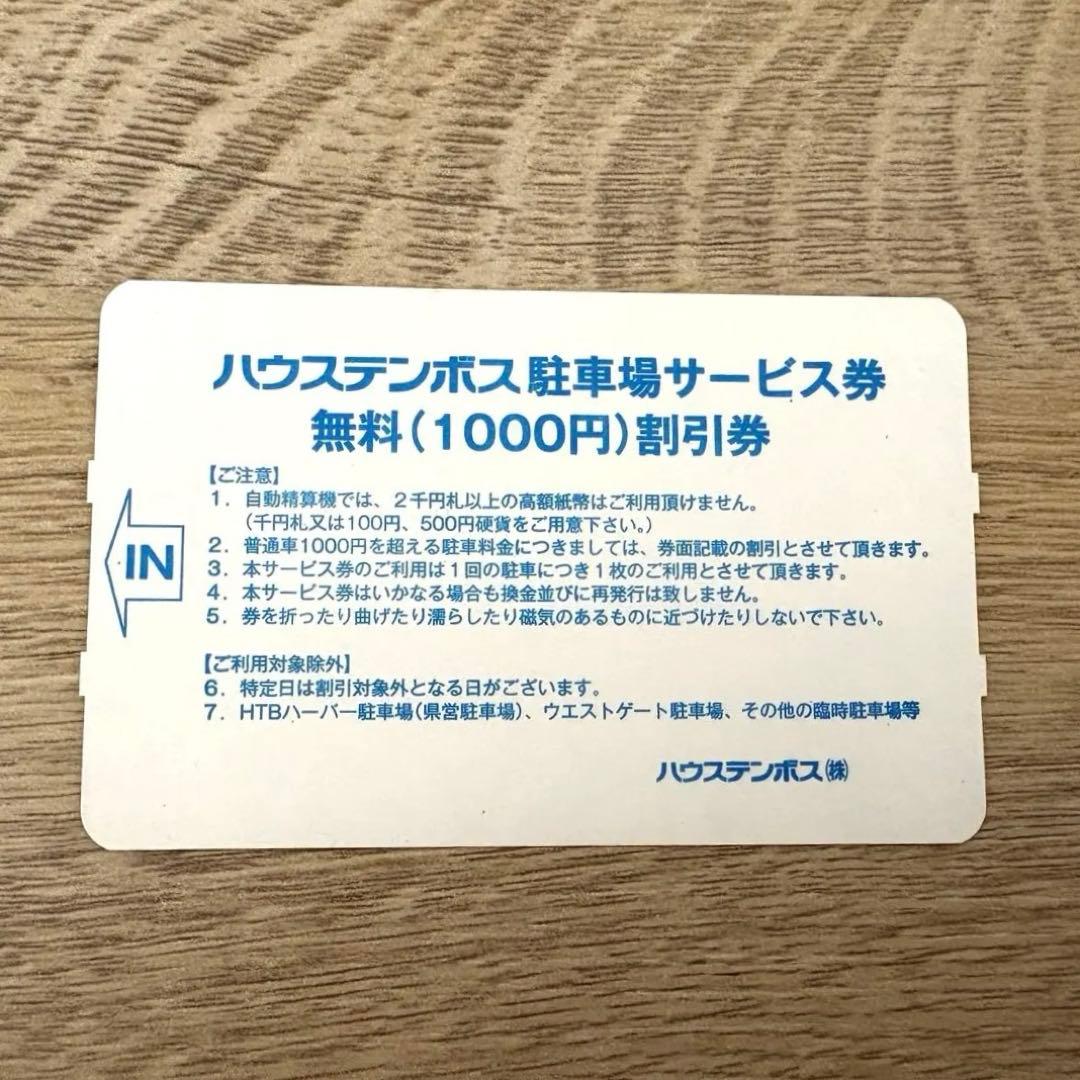 ハウステンボス駐車場サービス券
無料(1000円)割引券
【ご注意】
1．自動精算機では、2千円札以上の高額紙幣はご利用頂けません。
(千円札又は100円、500円硬貨をご用意下さい。)
2．普通車1000円を超える駐車料金につきましては、券面記載の割引とさせて頂きます。
3．本サービス券のご利用は1回の駐車につき1枚のご利用とさせて頂きます。
4．本サービス券はいかなる場合も換金並びに再発行は致しません。
5．券を折ったり曲げたり濡らしたり磁気のあるものに近づけたりしないで下さい。
IN
【ご利用対象除外】
6．特定日は割引対象外となる日がございます。
7．HTBハーバー駐車場(県営駐車場)、ウエストゲート駐車場、その他の臨時駐車場等
ハウステンボス㈱